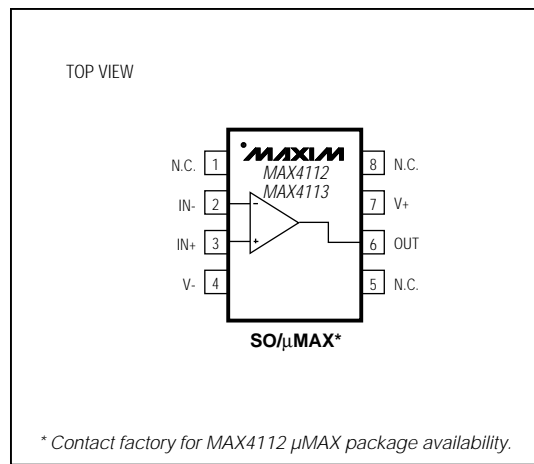 TOP VIEW
MAXIM
MAX4112
MAX4113
N.C. 1
IN- 2
IN+ 3
V- 4
8 N.C.
7 V+
6 OUT
5 N.C.
-
+
SO/µMAX*
* Contact factory for MAX4112 µMAX package availability.